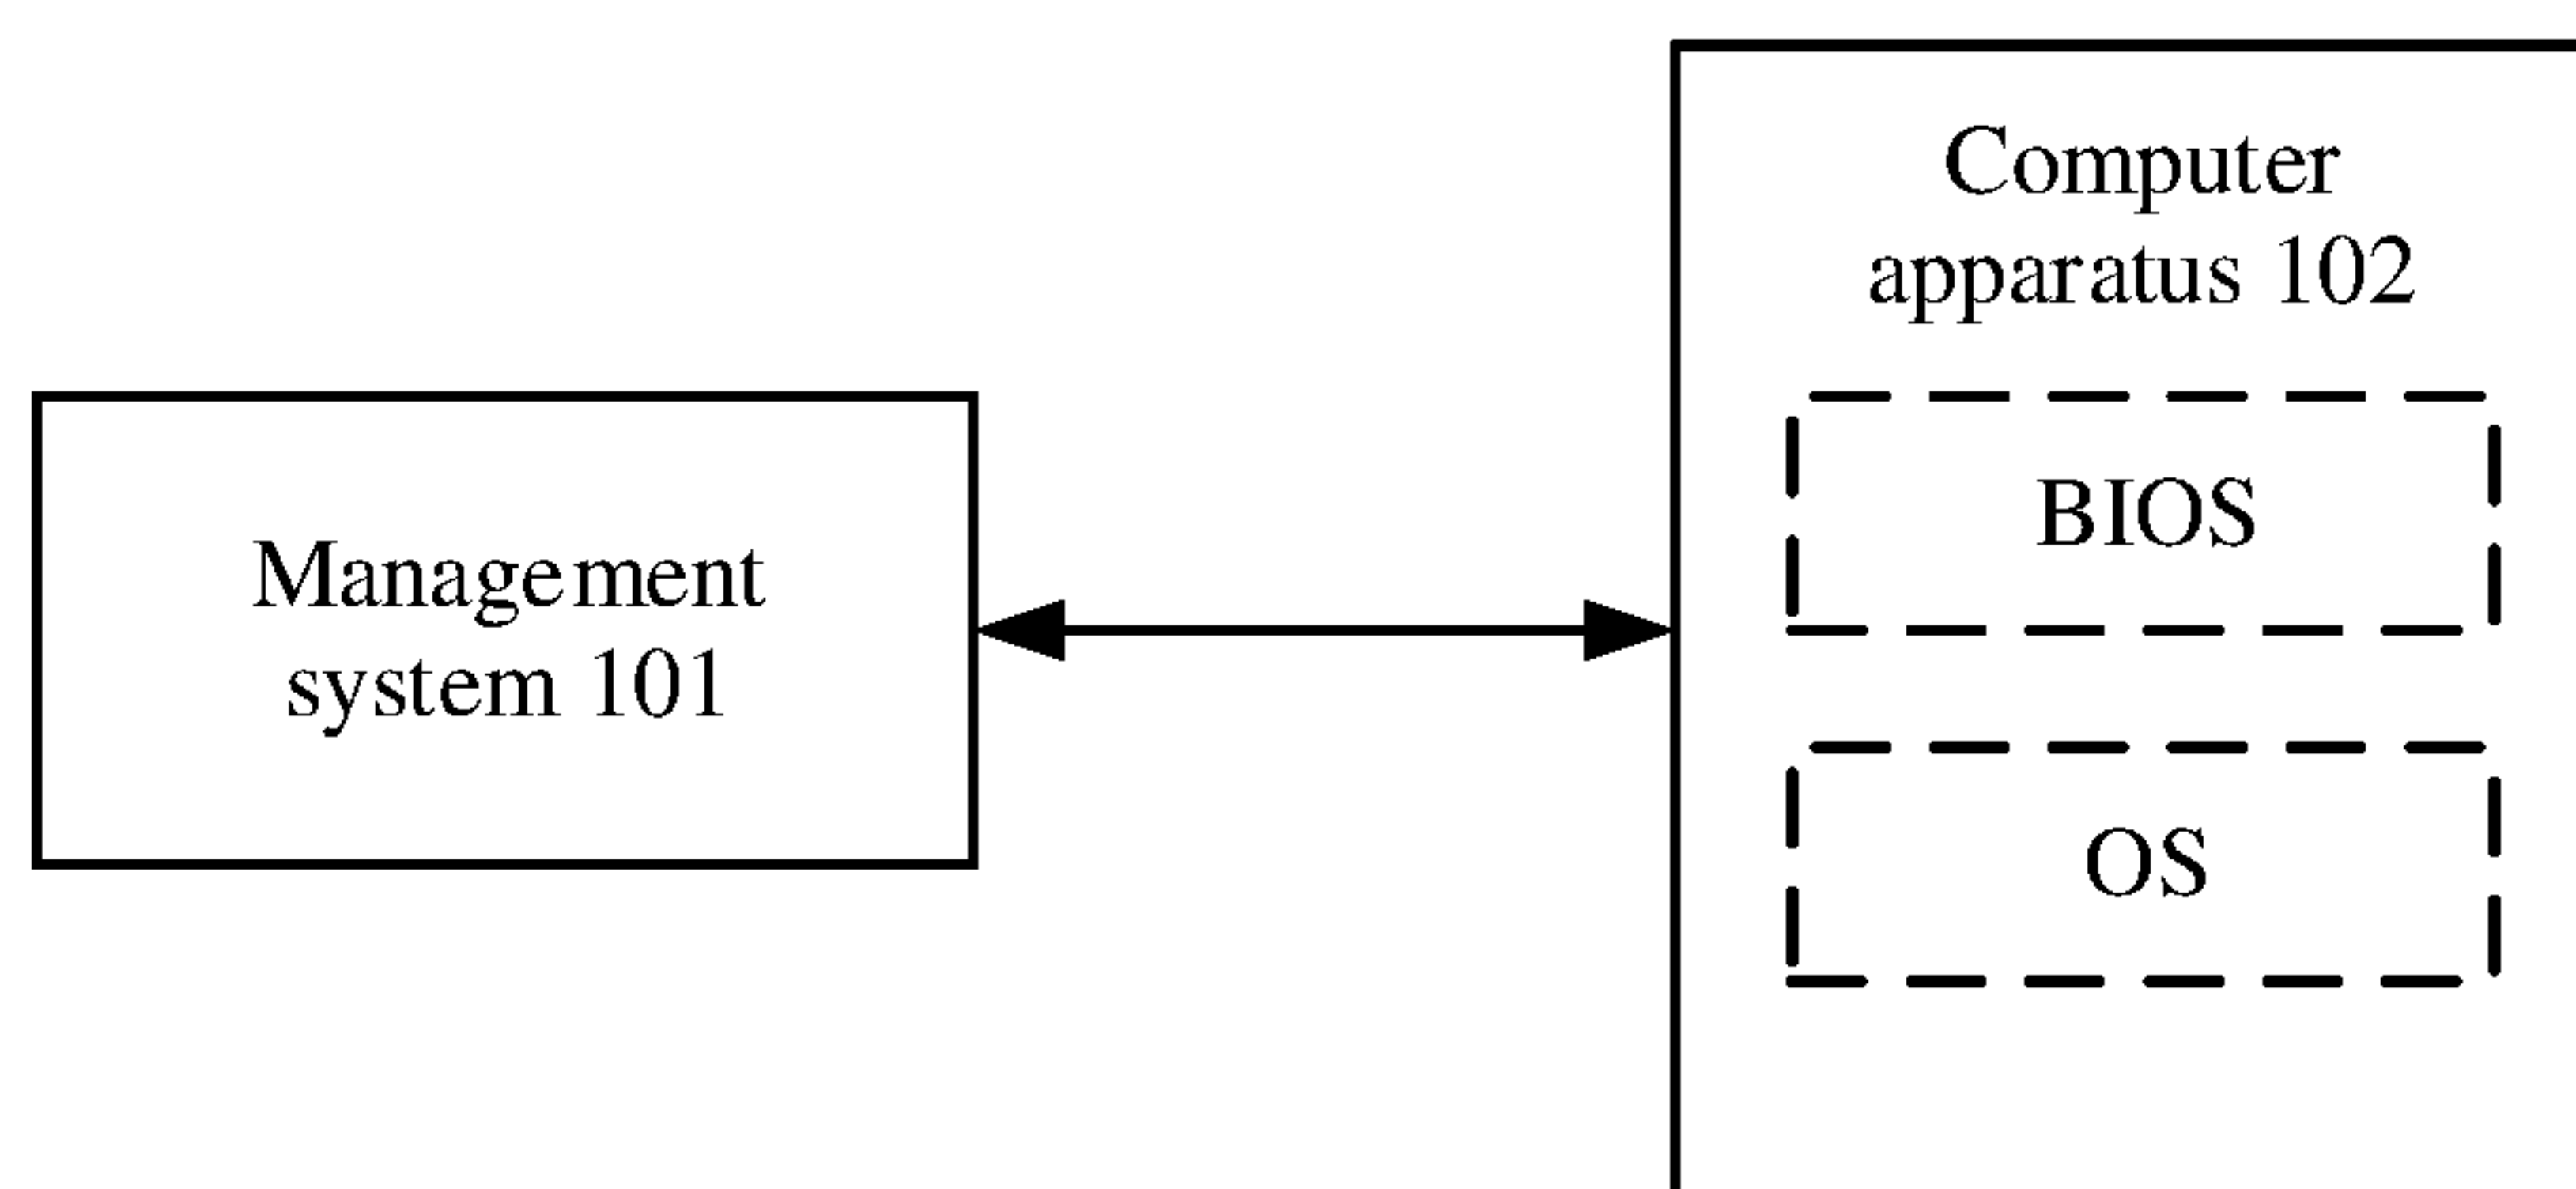 Management
system 101
Computer
apparatus 102
BIOS
OS